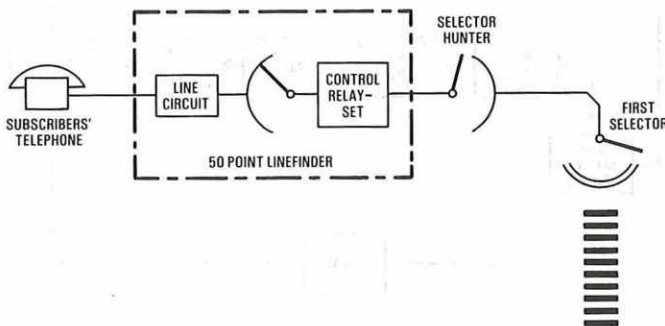 SUBSCRIBERS'
TELEPHONE
LINE
CIRCUIT
CONTROL
RELAY-
SET
50 POINT LINEFINDER
SELECTOR
HUNTER
FIRST
SELECTOR